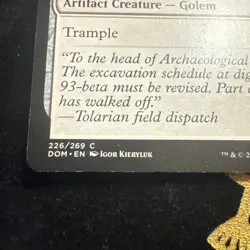 Artifact Creature — Golem
Trample
"To the head of Archaeological
The excavation schedule at dig
93-beta must be revised. Part
has walked off."
—Tolarian field dispatch
226/269 C
DOM • EN Igor Kieryluk
™ & ©